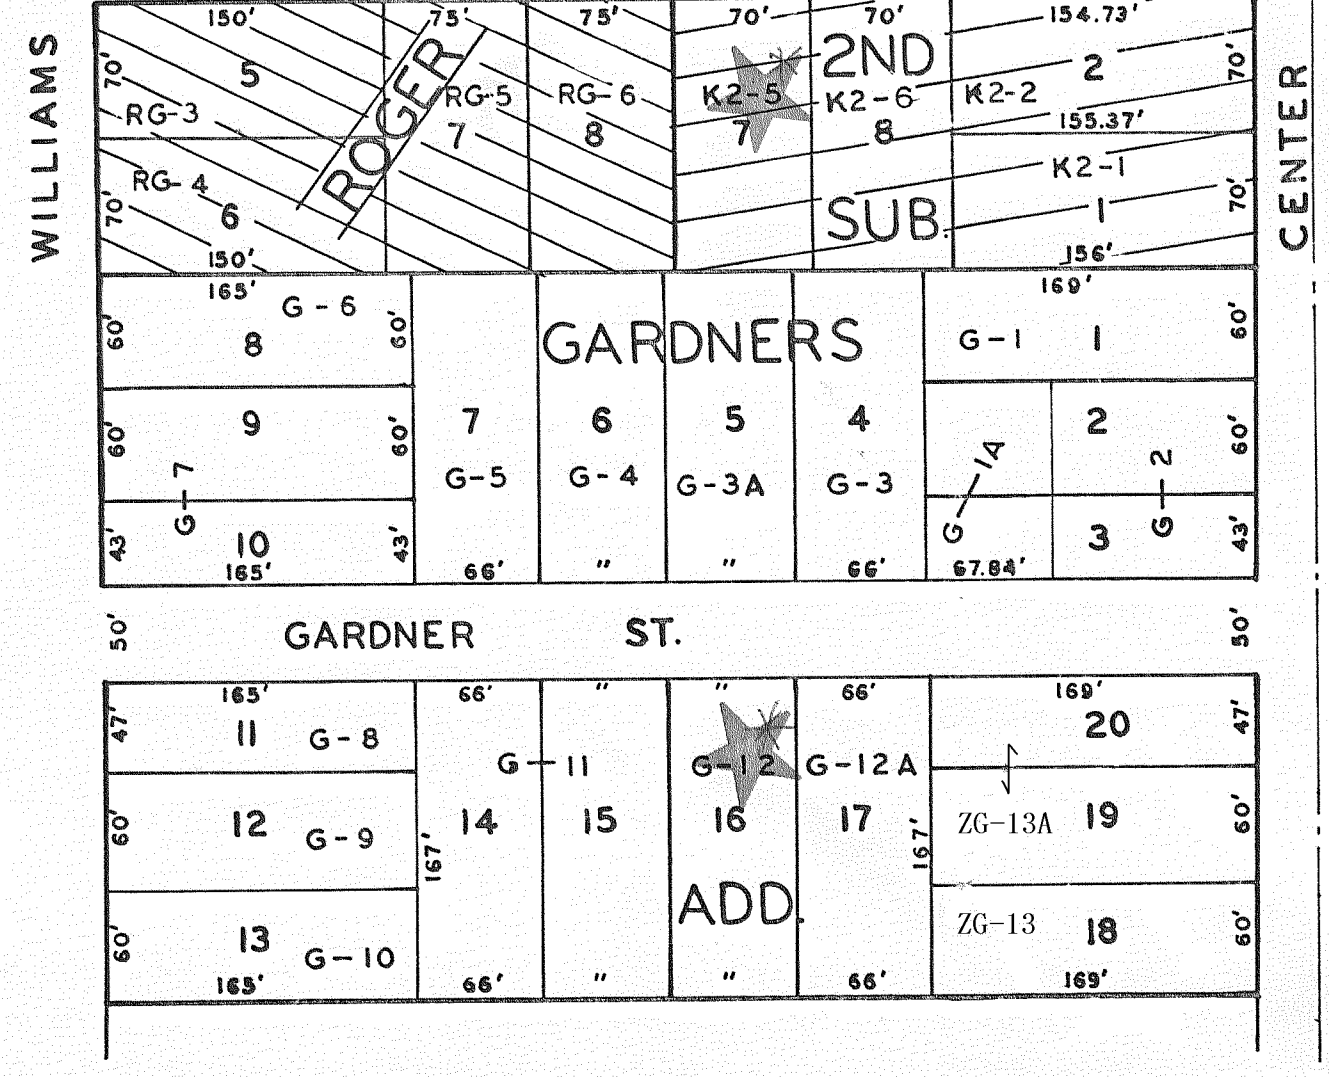 150' 75' 75' 70' 70' 154.73'
WILLIAMS
70' 5 ROGER 2ND 2 70' CENTER
RG-3 RG-5 RG-6 K2-5 K2-6 K2-2
7 8 7 8 155.37'
RG-4 K2-1
70' 6 SUB. 1 70'
150' 156'
165' 169'
G-6
60' 8 60' GARDNERS G-1 1 60'
60' 9 60' 7 6 5 4 2 60'
G-7 G-5 G-4 G-3A G-3 G-1A G-2
43' 10 43' 3 43'
165' 66' " " 66' 67.84'
50' GARDNER ST. 50'
165' 66' " " 66' 169'
47' 11 G-8 20 47'
G-11 G-12 G-12A
60' 12 G-9 14 15 16 17 ZG-13A 19 60'
167' 167'
ADD.
60' 13 G-10 ZG-13 18 60'
165' 66' " " 66' 169'